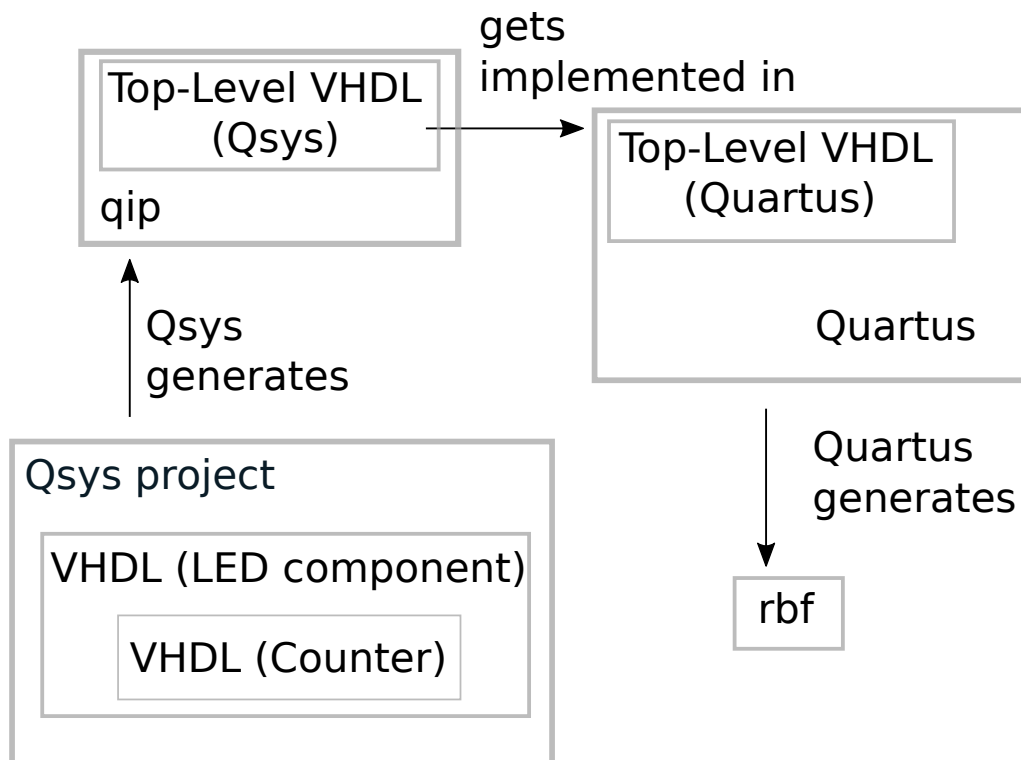 gets
implemented in
Top-Level VHDL
(Qsys)
qip
Top-Level VHDL
(Quartus)
Quartus
Qsys
generates
Quartus
generates
Qsys project
VHDL (LED component)
VHDL (Counter)
rbf